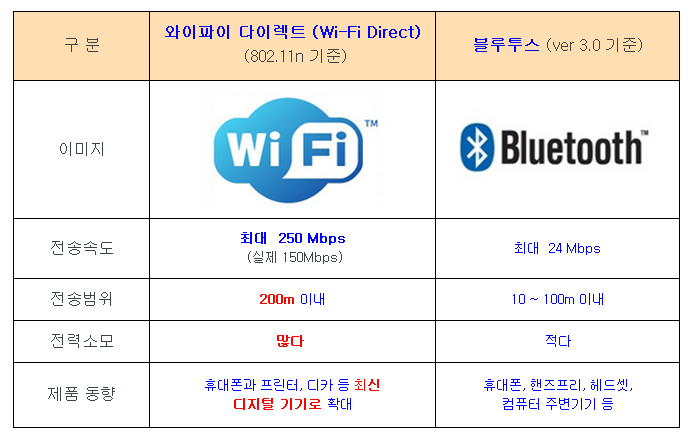 구 분
와이파이 다이렉트 (Wi-Fi Direct)
(802.11n 기준)
블루투스 (ver 3.0 기준)
이미지
Wi Fi TM
Bluetooth TM
전송속도
최대 250 Mbps
(실제 150Mbps)
최대 24 Mbps
전송범위
200m 이내
10 ~ 100m 이내
전력소모
많다
적다
제품 동향
휴대폰과 프린터, 디카 등 최신
디지털 기기로 확대
휴대폰, 핸즈프리, 헤드셋,
컴퓨터 주변기기 등